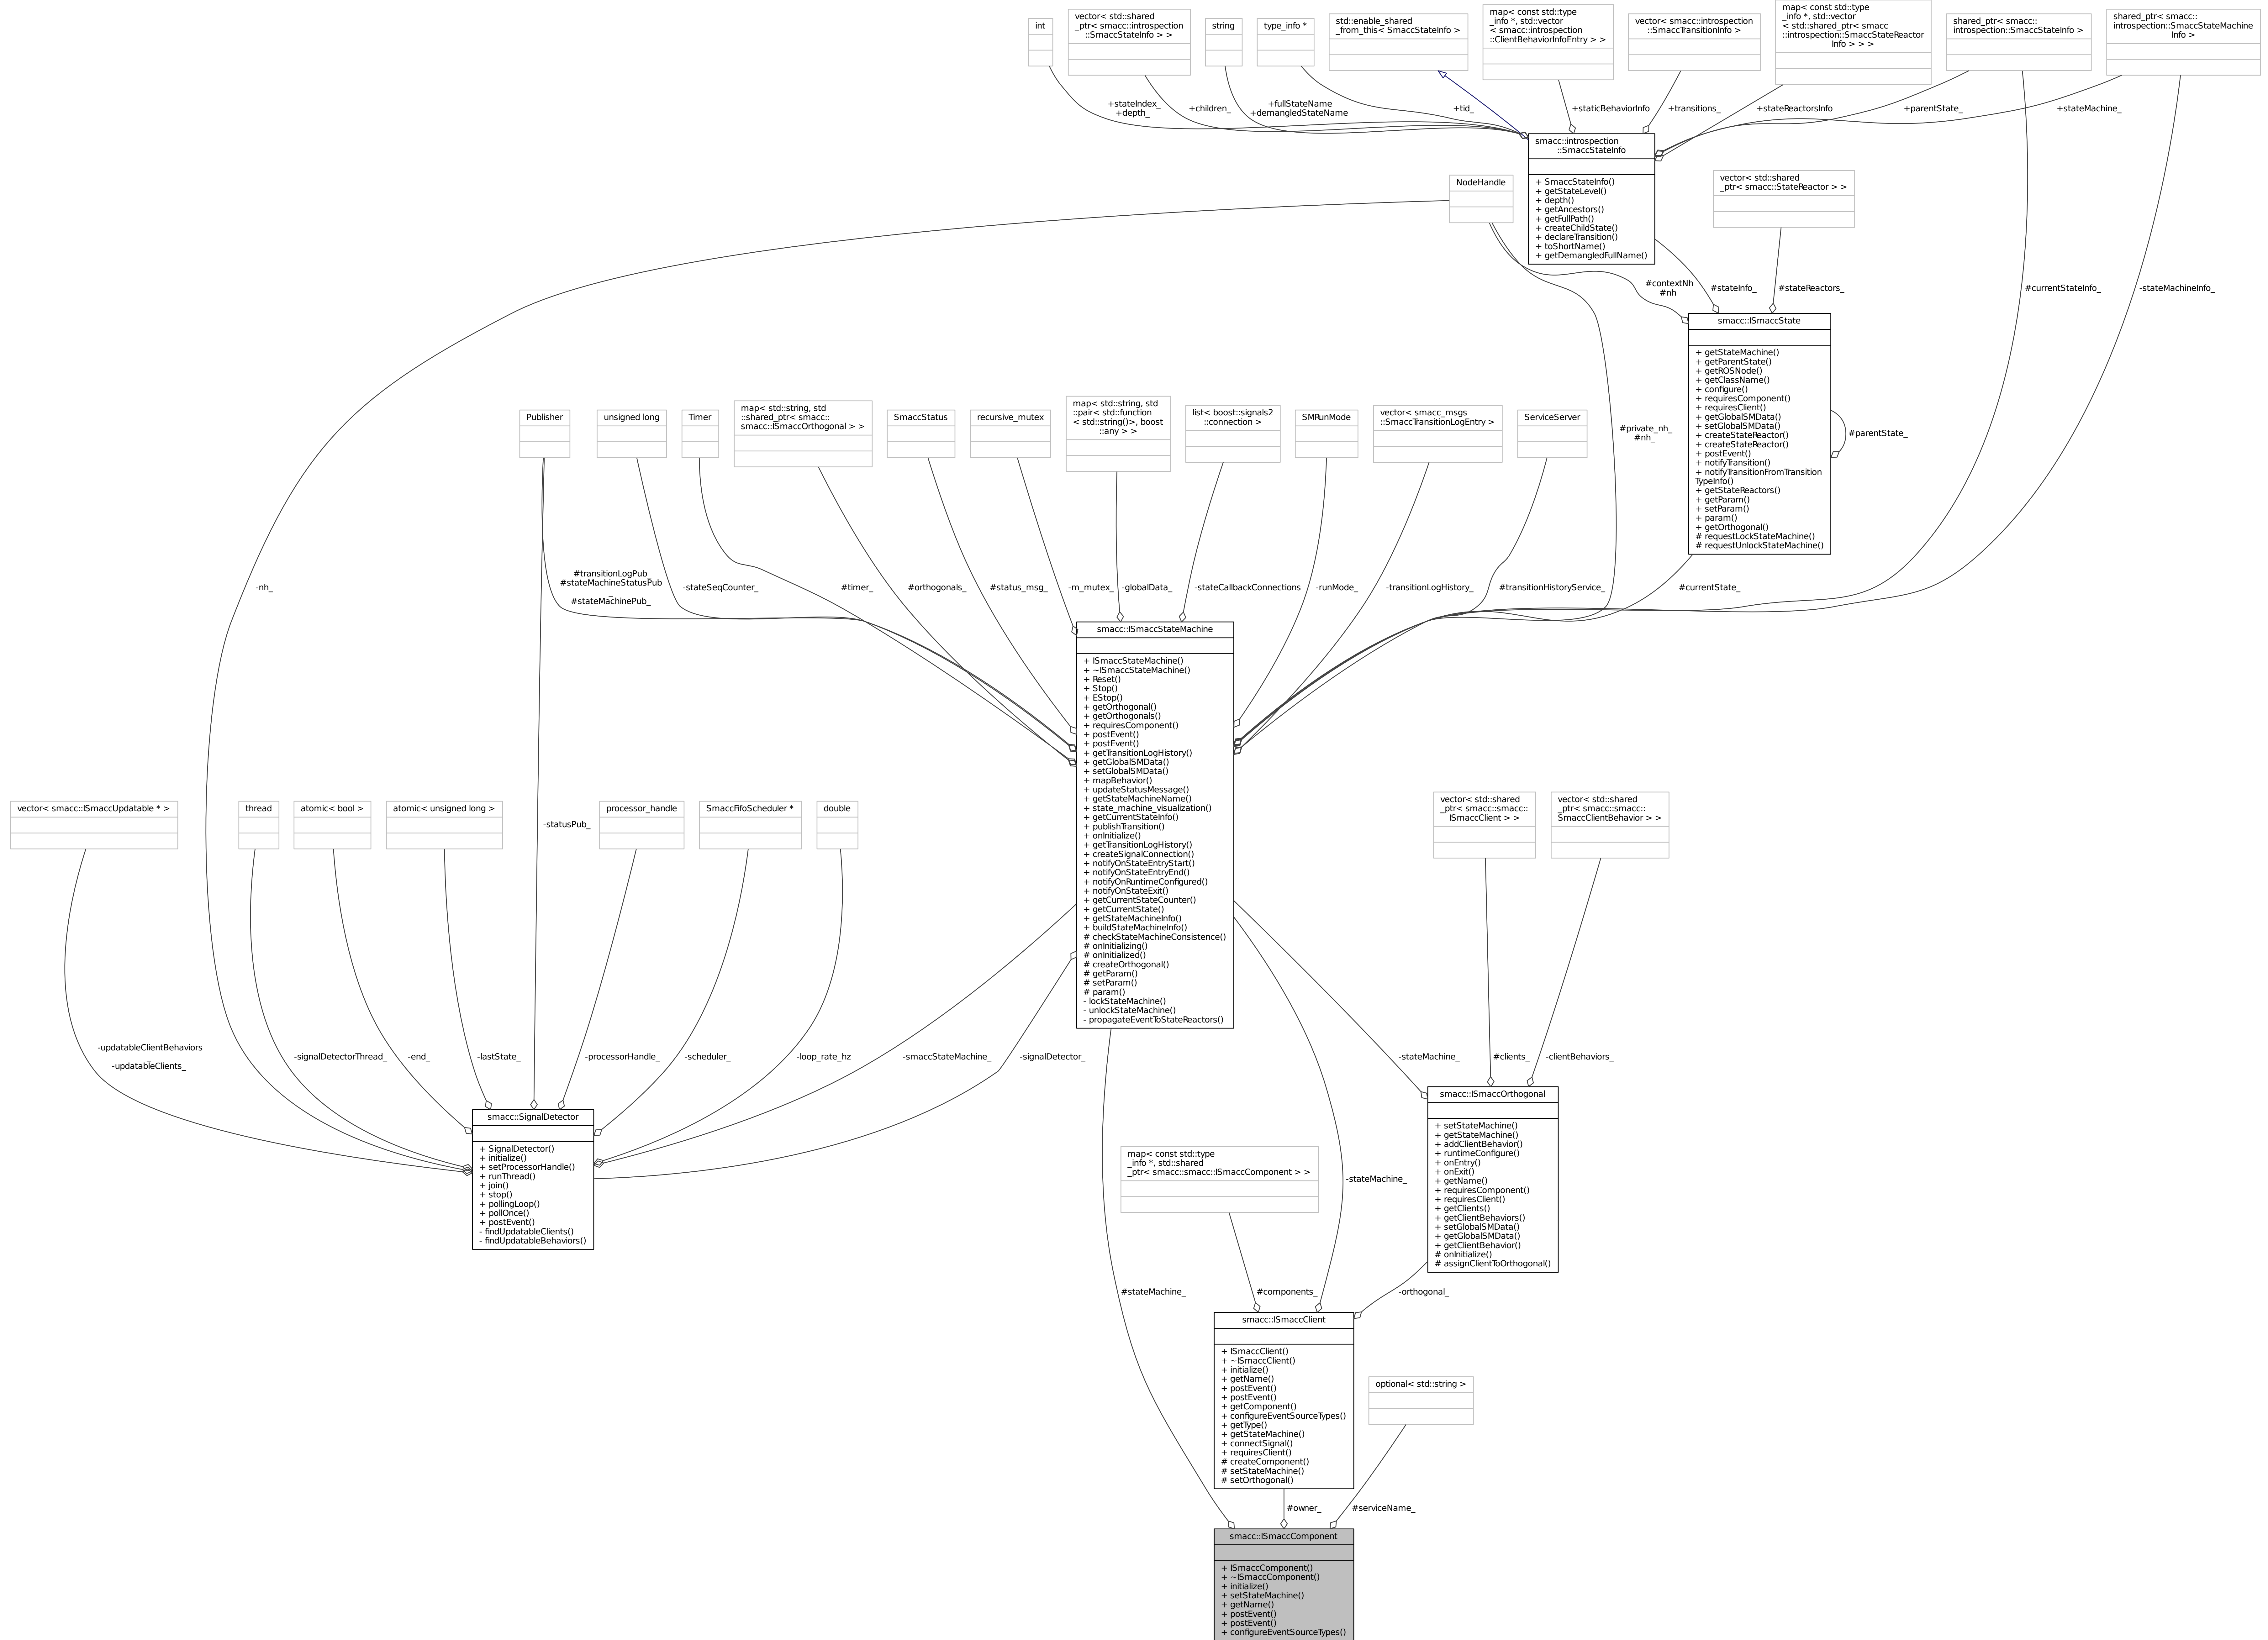 int
vector< std::shared
_ptr< smacc::introspection
::SmaccStateInfo > >
string
type_info *
std::enable_shared
_from_this< SmaccStateInfo >
map< const std::type
_info *, std::vector
< smacc::introspection
::ClientBehaviorInfoEntry > >
vector< smacc::introspection
::SmaccTransitionInfo >
map< const std::type
_info *, std::vector
< std::shared_ptr< smacc
::introspection::SmaccStateReactor
Info > > >
shared_ptr< smacc::
introspection::SmaccStateInfo >
shared_ptr< smacc::
introspection::SmaccStateMachine
Info >
+stateIndex_
+depth_
+children_
+fullStateName
+demangledStateName
+tid_
+staticBehaviorInfo
+transitions_
+stateReactorsInfo
+parentState_
+stateMachine_
smacc::introspection
::SmaccStateInfo
+ SmaccStateInfo()
+ getStateLevel()
+ depth()
+ getAncestors()
+ getFullPath()
+ createChildState()
+ declareTransition()
+ toShortName()
+ getDemangledFullName()
NodeHandle
vector< std::shared
_ptr< smacc::StateReactor > >
#contextNh
#nh
#stateInfo_
#stateReactors_
#currentStateInfo_
-stateMachineInfo_
smacc::ISmaccState
+ getStateMachine()
+ getParentState()
+ getROSNode()
+ getClassName()
+ configure()
+ requiresComponent()
+ requiresClient()
+ getGlobalSMData()
+ setGlobalSMData()
+ createStateReactor()
+ createStateReactor()
+ postEvent()
+ notifyTransition()
+ notifyTransitionFromTransition
TypeInfo()
+ getStateReactors()
+ getParam()
+ setParam()
+ param()
+ getOrthogonal()
# requestLockStateMachine()
# requestUnlockStateMachine()
#parentState_
Publisher
unsigned long
Timer
map< std::string, std
::shared_ptr< smacc::
smacc::ISmaccOrthogonal > >
SmaccStatus
recursive_mutex
map< std::string, std
::pair< std::function
< std::string()>, boost
::any > >
list< boost::signals2
::connection >
SMRunMode
vector< smacc_msgs
::SmaccTransitionLogEntry >
ServiceServer
#private_nh_
#nh_
-nh_
#transitionLogPub_
#stateMachineStatusPub
_
#stateMachinePub_
-stateSeqCounter_
#timer_
#orthogonals_
#status_msg_
-m_mutex_
-globalData_
-stateCallbackConnections
-runMode_
-transitionLogHistory_
#transitionHistoryService_
#currentState_
smacc::ISmaccStateMachine
+ ISmaccStateMachine()
+ ~ISmaccStateMachine()
+ Reset()
+ Stop()
+ EStop()
+ getOrthogonal()
+ getOrthogonals()
+ requiresComponent()
+ postEvent()
+ postEvent()
+ getTransitionLogHistory()
+ getGlobalSMData()
+ setGlobalSMData()
+ mapBehavior()
+ updateStatusMessage()
+ getStateMachineName()
+ state_machine_visualization()
+ getCurrentStateInfo()
+ publishTransition()
+ onInitialize()
+ getTransitionLogHistory()
+ createSignalConnection()
+ notifyOnStateEntryStart()
+ notifyOnStateEntryEnd()
+ notifyOnRuntimeConfigured()
+ notifyOnStateExit()
+ getCurrentStateCounter()
+ getCurrentState()
+ getStateMachineInfo()
+ buildStateMachineInfo()
# checkStateMachineConsistence()
# onInitializing()
# onInitialized()
# createOrthogonal()
# getParam()
# setParam()
# param()
- lockStateMachine()
- unlockStateMachine()
- propagateEventToStateReactors()
vector< smacc::ISmaccUpdatable * >
thread
atomic< bool >
atomic< unsigned long >
-statusPub_
processor_handle
SmaccFifoScheduler *
double
vector< std::shared
_ptr< smacc::smacc::
ISmaccClient > >
vector< std::shared
_ptr< smacc::smacc::
SmaccClientBehavior > >
-updatableClientBehaviors
_
-updatableClients_
-signalDetectorThread_
-end_
-lastState_
-processorHandle_
-scheduler_
-loop_rate_hz
-smaccStateMachine_
-signalDetector_
-stateMachine_
#clients_
-clientBehaviors_
smacc::SignalDetector
+ SignalDetector()
+ initialize()
+ setProcessorHandle()
+ runThread()
+ join()
+ stop()
+ pollingLoop()
+ pollOnce()
+ postEvent()
- findUpdatableClients()
- findUpdatableBehaviors()
smacc::ISmaccOrthogonal
+ setStateMachine()
+ getStateMachine()
+ addClientBehavior()
+ runtimeConfigure()
+ onEntry()
+ onExit()
+ getName()
+ requiresComponent()
+ requiresClient()
+ getClients()
+ getClientBehaviors()
+ setGlobalSMData()
+ getGlobalSMData()
+ getClientBehavior()
# onInitialize()
# assignClientToOrthogonal()
map< const std::type
_info *, std::shared
_ptr< smacc::smacc::ISmaccComponent > >
-stateMachine_
#stateMachine_
#components_
-orthogonal_
smacc::ISmaccClient
+ ISmaccClient()
+ ~ISmaccClient()
+ initialize()
+ getName()
+ postEvent()
+ postEvent()
+ getComponent()
+ configureEventSourceTypes()
+ getType()
+ getStateMachine()
+ connectSignal()
+ requiresClient()
# createComponent()
# setStateMachine()
# setOrthogonal()
optional< std::string >
#owner_
#serviceName_
smacc::ISmaccComponent
+ ISmaccComponent()
+ ~ISmaccComponent()
+ initialize()
+ setStateMachine()
+ getName()
+ postEvent()
+ postEvent()
+ configureEventSourceTypes()